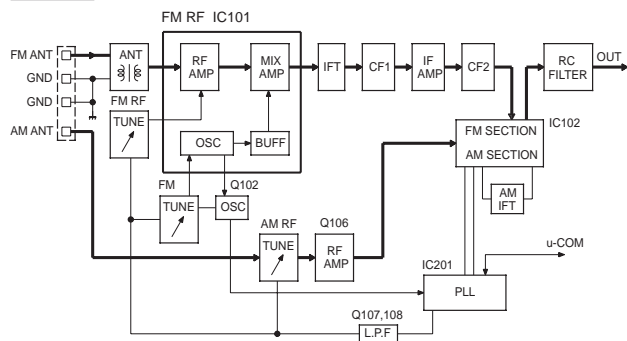 FM RF IC101
FM ANT
GND
GND
AM ANT
ANT
RF
AMP
MIX
AMP
IFT
CF1
IF
AMP
CF2
RC
FILTER
OUT
FM RF
TUNE
OSC
BUFF
FM SECTION
AM SECTION
IC102
FM
TUNE
Q102
OSC
AM
IFT
AM RF
TUNE
Q106
RF
AMP
u-COM
IC201
PLL
Q107,108
L.P.F